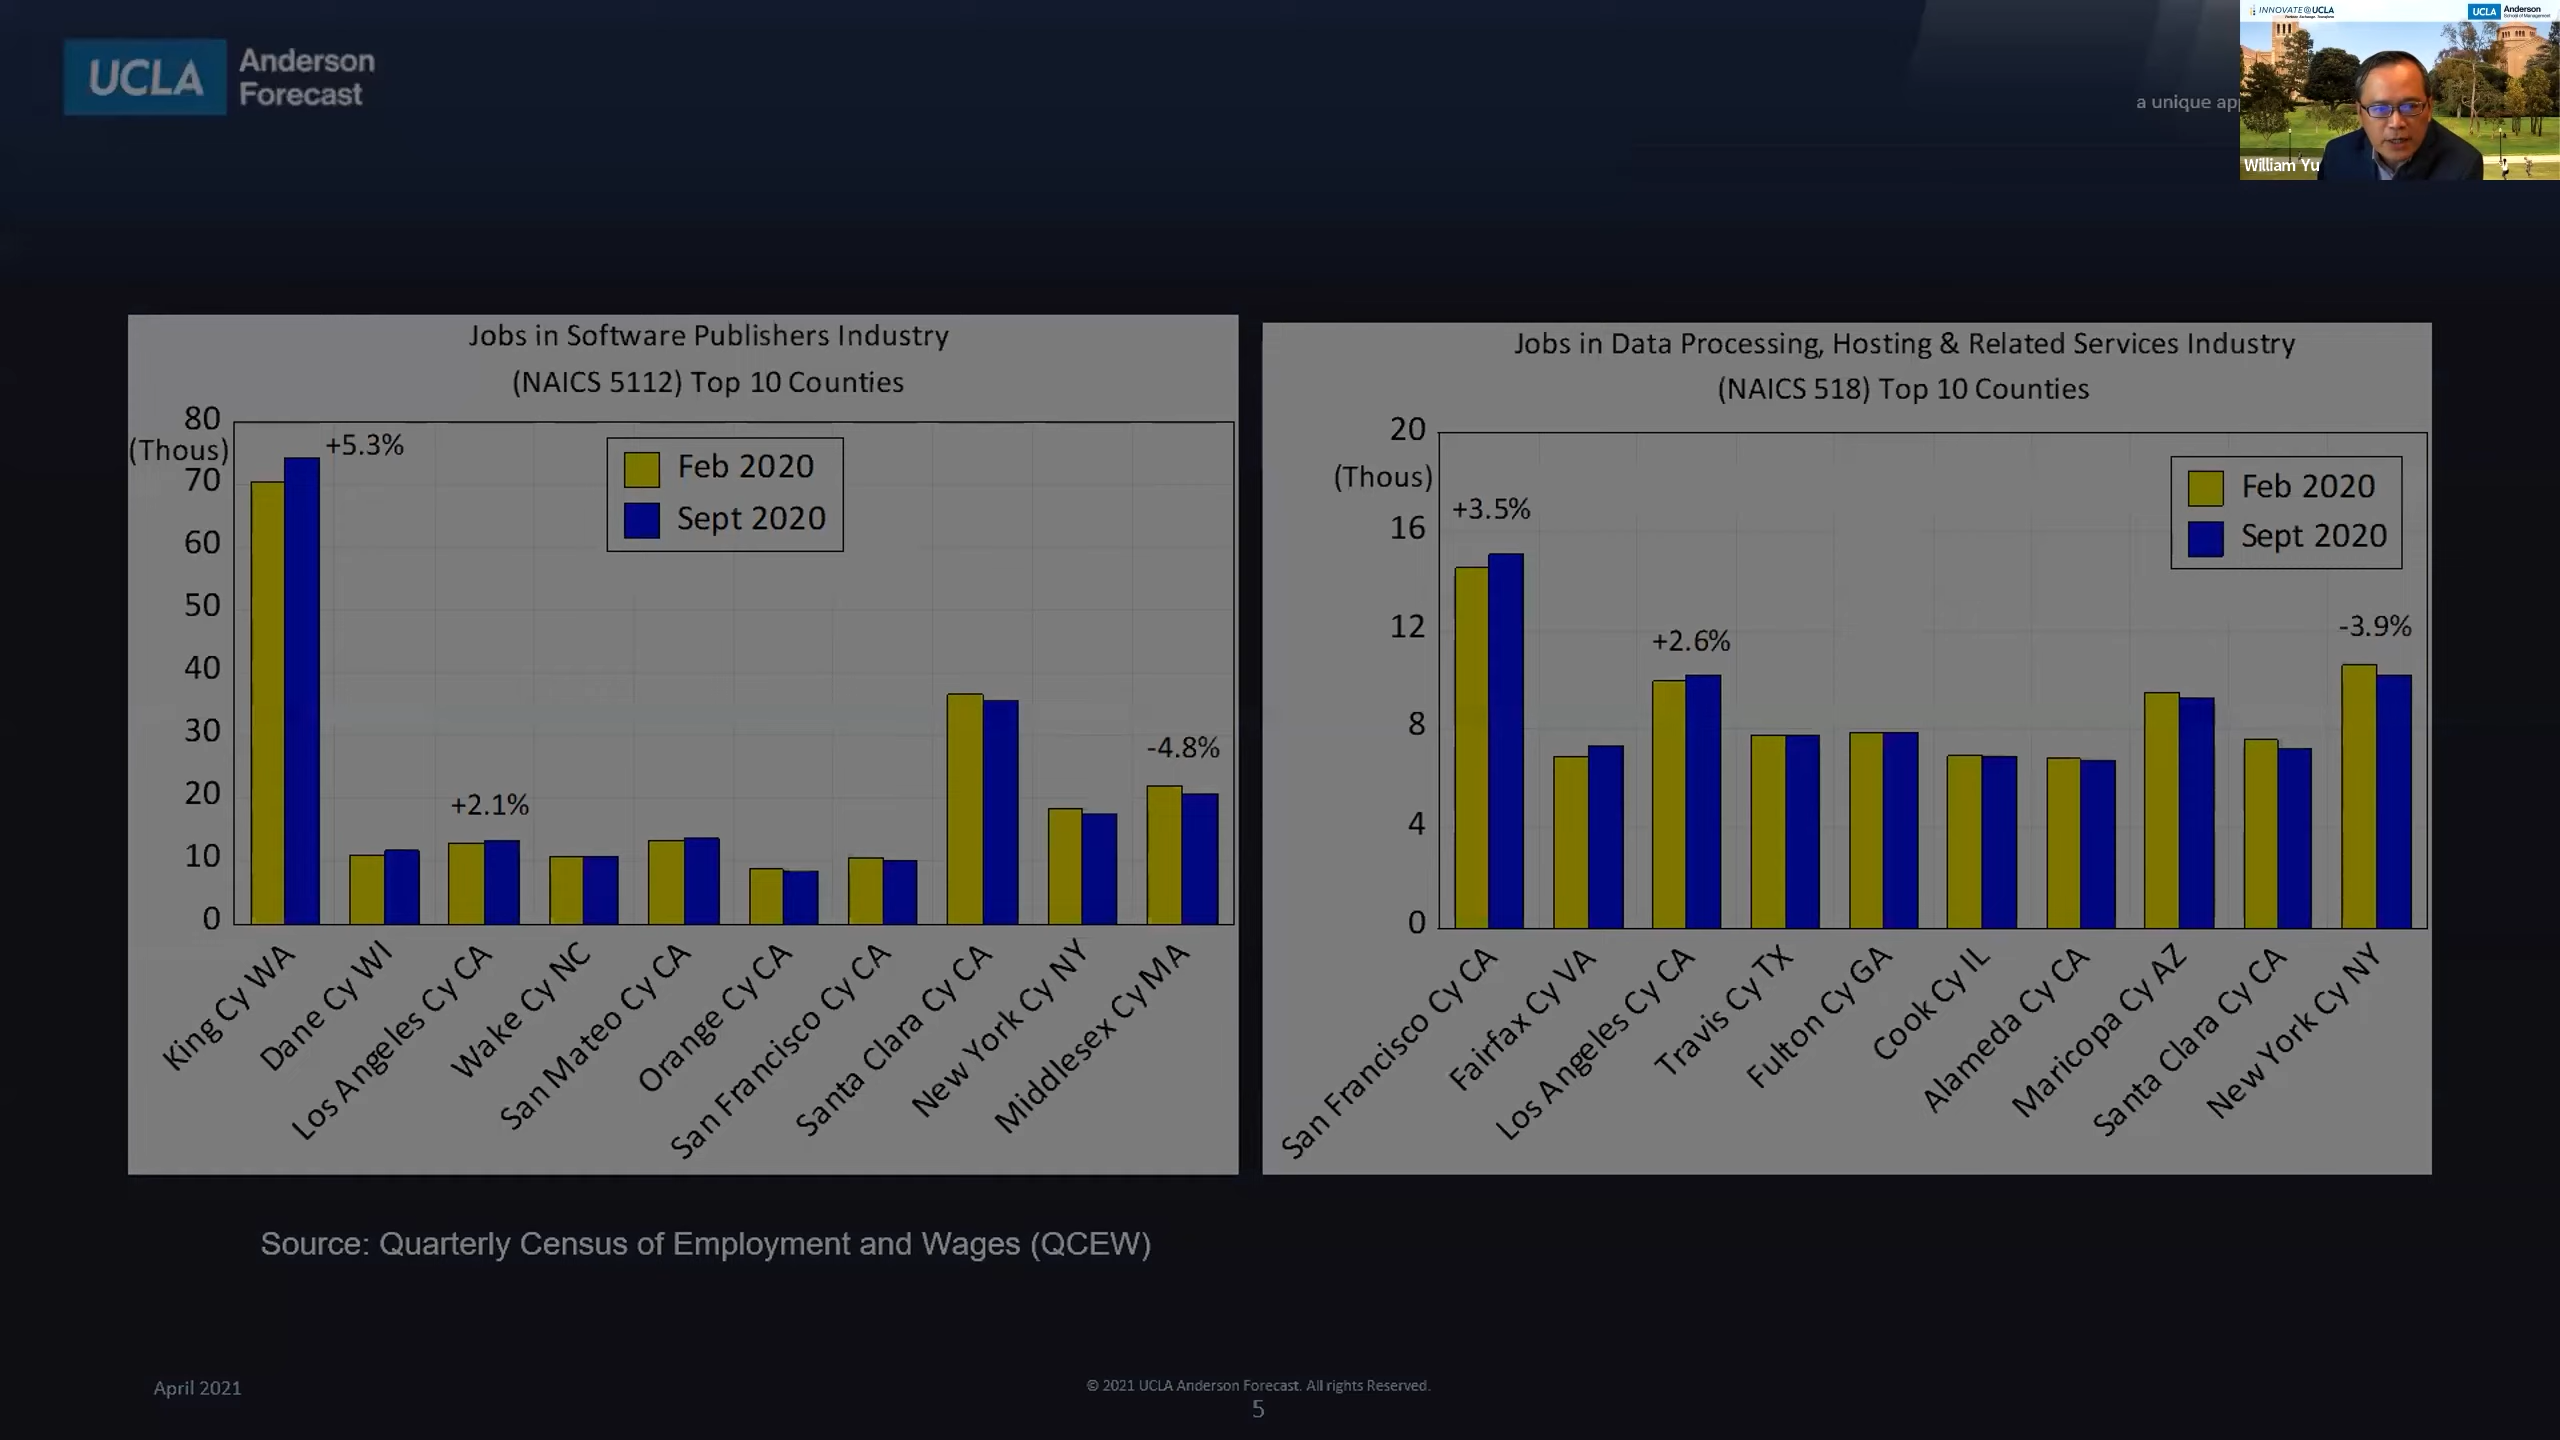 UCLA
Anderson
Forecast
a unique
INNOVATE@UCLA
UCLA Anderson
William Yu
Jobs in Software Publishers Industry
(NAICS 5112) Top 10 Counties
80
(Thous)
70
60
50
40
30
20
10
0
+5.3%
+2.1%
-4.8%
Feb 2020
Sept 2020
King Cy WA
Dane Cy WI
Los Angeles Cy CA
Wake Cy NC
San Mateo Cy CA
Orange Cy CA
San Francisco Cy CA
Santa Clara Cy CA
New York Cy NY
Middlesex Cy MA
Jobs in Data Processing, Hosting & Related Services Industry
(NAICS 518) Top 10 Counties
20
(Thous)
16
12
8
4
0
+3.5%
+2.6%
-3.9%
Feb 2020
Sept 2020
San Francisco Cy CA
Fairfax Cy VA
Los Angeles Cy CA
Travis Cy TX
Fulton Cy GA
Cook Cy IL
Alameda Cy CA
Maricopa Cy AZ
Santa Clara Cy CA
New York Cy NY
Source: Quarterly Census of Employment and Wages (QCEW)
April 2021
© 2021 UCLA Anderson Forecast. All rights Reserved.
5